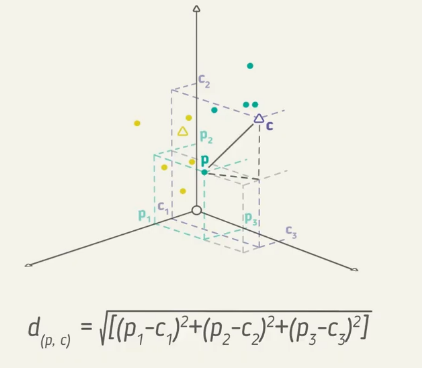 c2
p2
c
p
c1
p1
p3
c3
d(p, c) = √[(p1-c1)2+(p2-c2)2+(p3-c3)2]